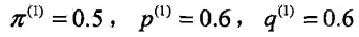 π⁽¹⁾ = 0.5 , p⁽¹⁾ = 0.6, q⁽¹⁾ = 0.6